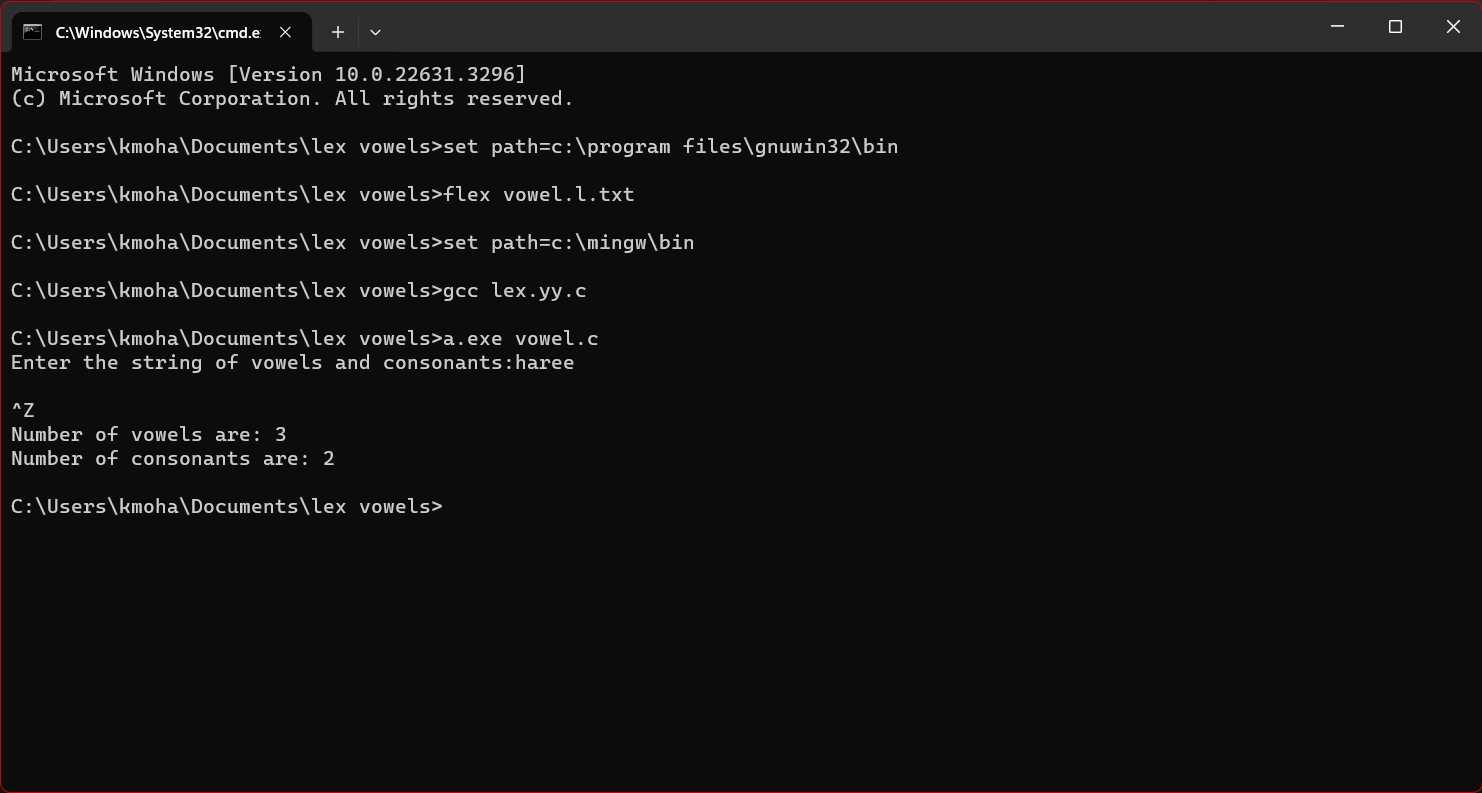 C:\Windows\System32\cmd.e
Microsoft Windows [Version 10.0.22631.3296]
(c) Microsoft Corporation. All rights reserved.
C:\Users\kmoha\Documents\lex vowels>set path=c:\program files\gnuwin32\bin
C:\Users\kmoha\Documents\lex vowels>flex vowel.l.txt
C:\Users\kmoha\Documents\lex vowels>set path=c:\mingw\bin
C:\Users\kmoha\Documents\lex vowels>gcc lex.yy.c
C:\Users\kmoha\Documents\lex vowels>a.exe vowel.c
Enter the string of vowels and consonants:haree
^Z
Number of vowels are: 3
Number of consonants are: 2
C:\Users\kmoha\Documents\lex vowels>